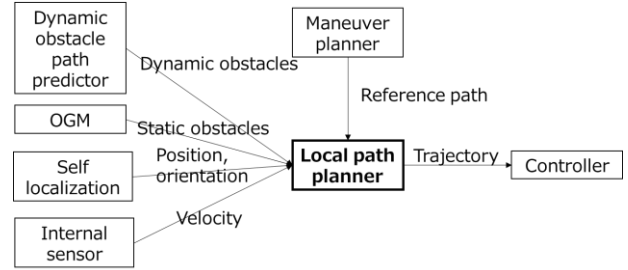 Dynamic
obstacle
path
predictor
Maneuver
planner
Dynamic obstacles
Reference path
OGM
Static obstacles
Self
localization
Position,
orientation
Local path
planner
Trajectory
Controller
Velocity
Internal
sensor